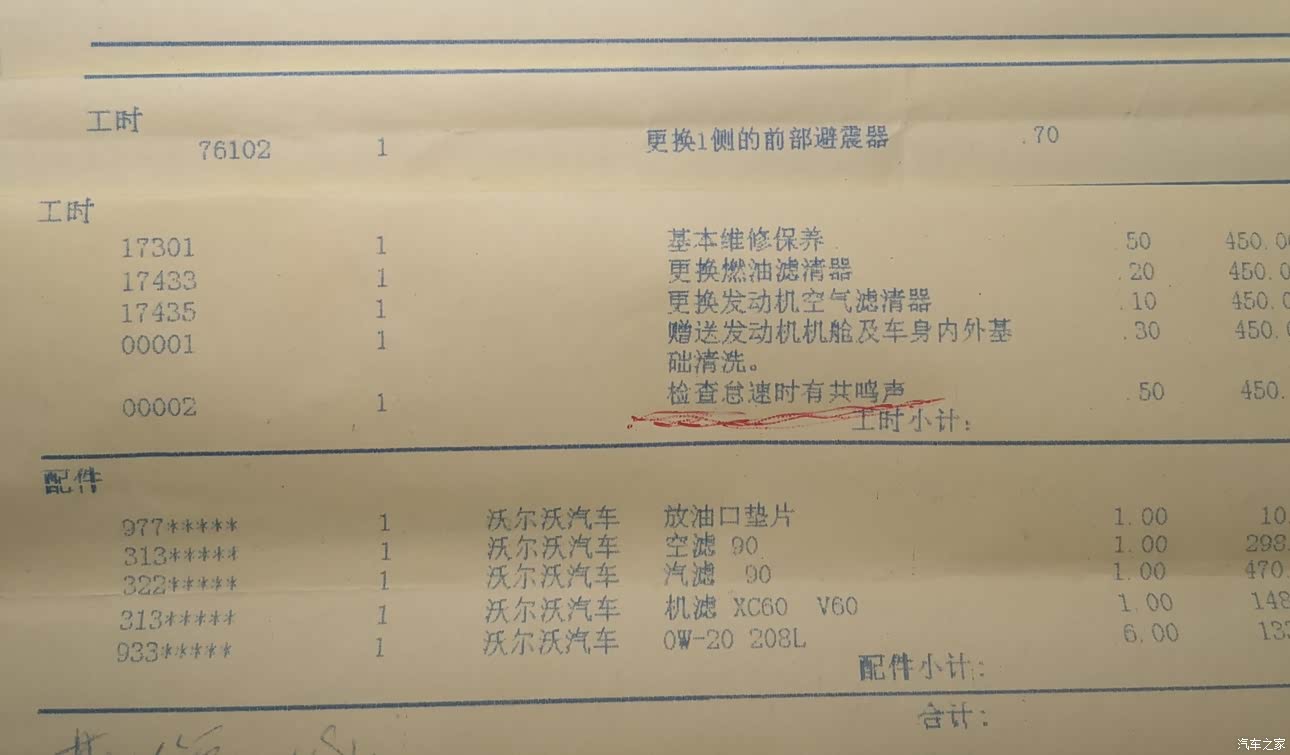 工时
76102 1 更换1侧的前部避震器 .70
工时
17301 1 基本维修保养 .50 450.00
17433 1 更换燃油滤清器 .20 450.0
17435 1 更换发动机空气滤清器 .10 450.0
00001 1 赠送发动机机舱及车身内外基 .30 450.
础清洗。
00002 1 检查怠速时有共鸣声 .50 450.
工时小计:
配件
977***** 1 沃尔沃汽车 放油口垫片 1.00 10.
313***** 1 沃尔沃汽车 空滤 90 1.00 298.
322***** 1 沃尔沃汽车 汽滤 90 1.00 470.
313***** 1 沃尔沃汽车 机滤 XC60 V60 1.00 148
933***** 1 沃尔沃汽车 0W-20 208L 6.00 133
配件小计:
合计:
汽车之家